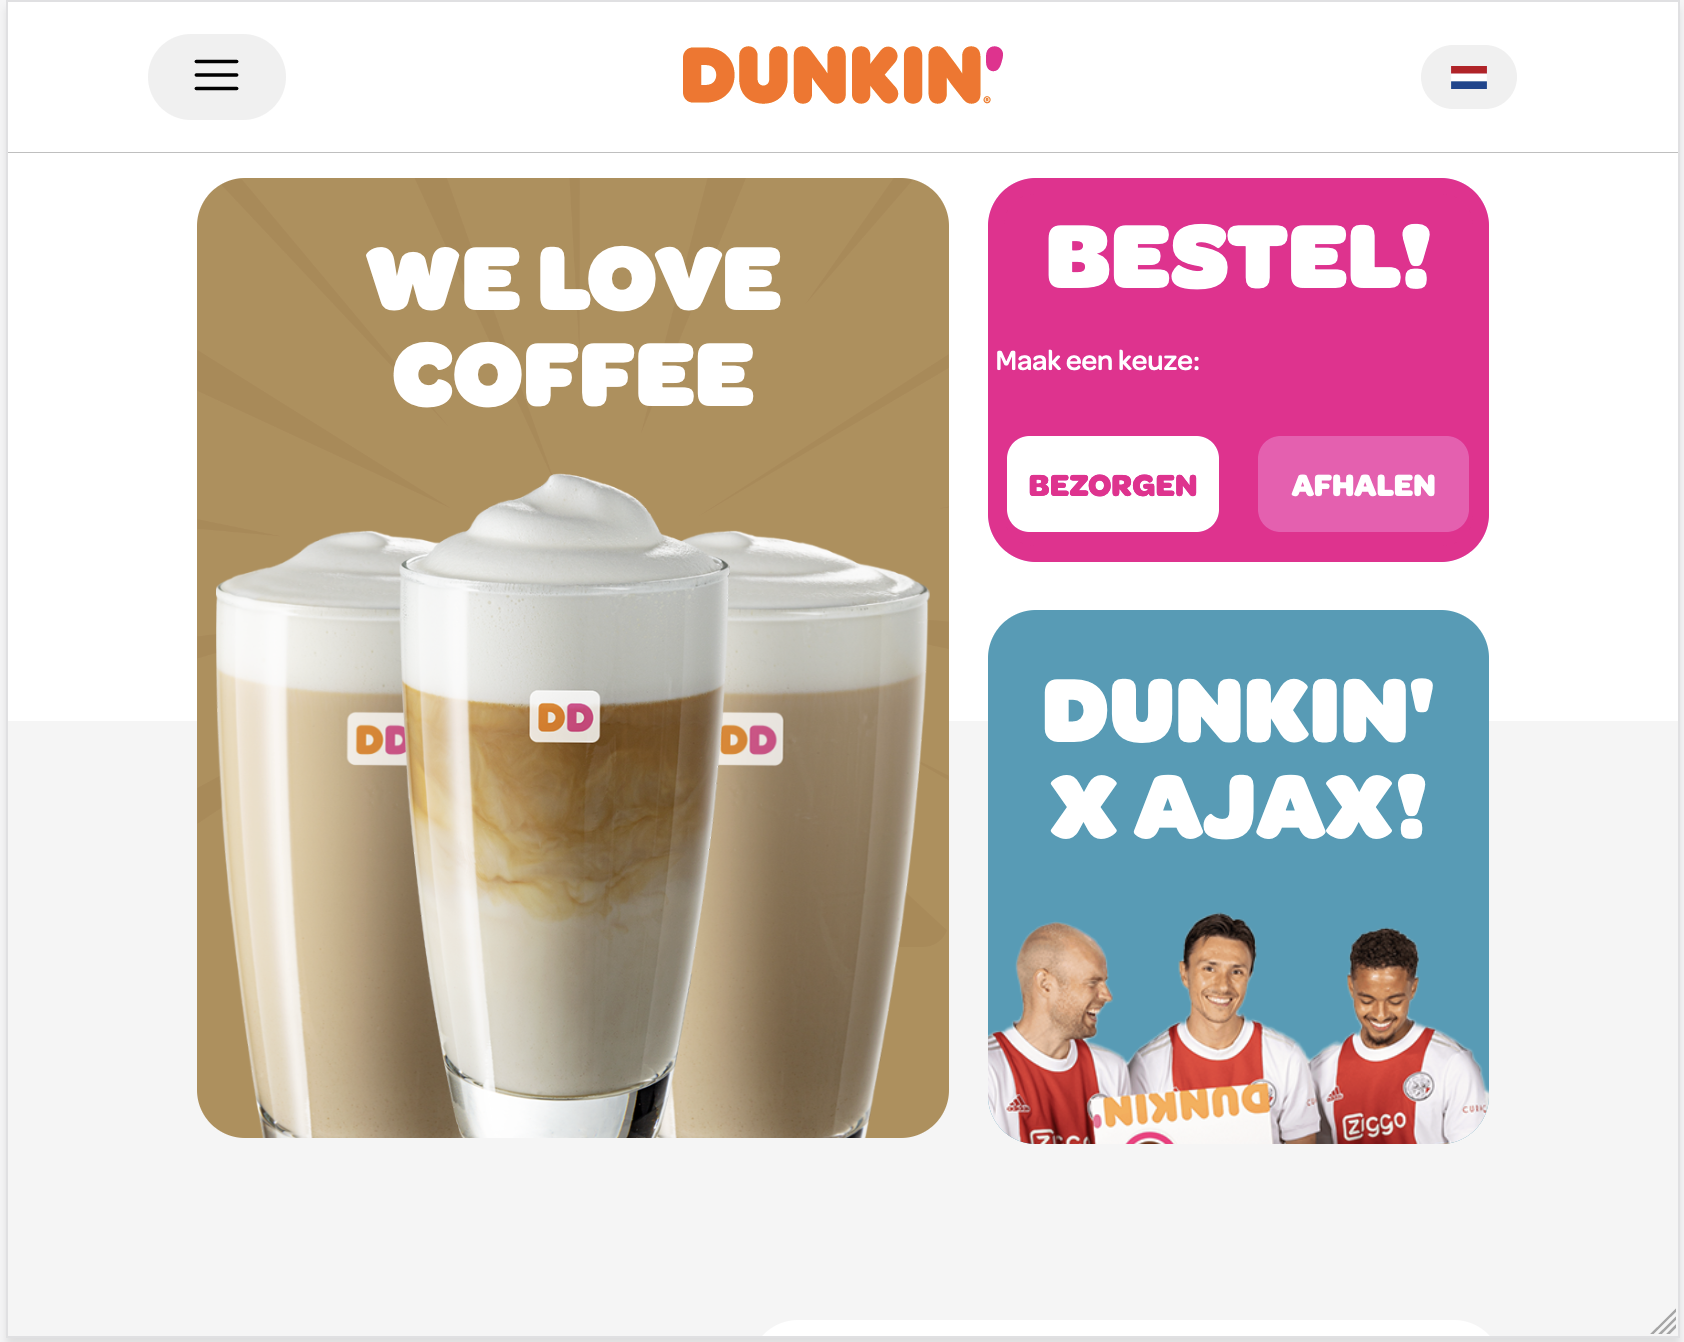 DUNKIN'
WE LOVE
COFFEE
DD
DD
DD
BESTEL!
Maak een keuze:
BEZORGEN
AFHALEN
DUNKIN'
X AJAX!
DUNKIN'
ZIGGO